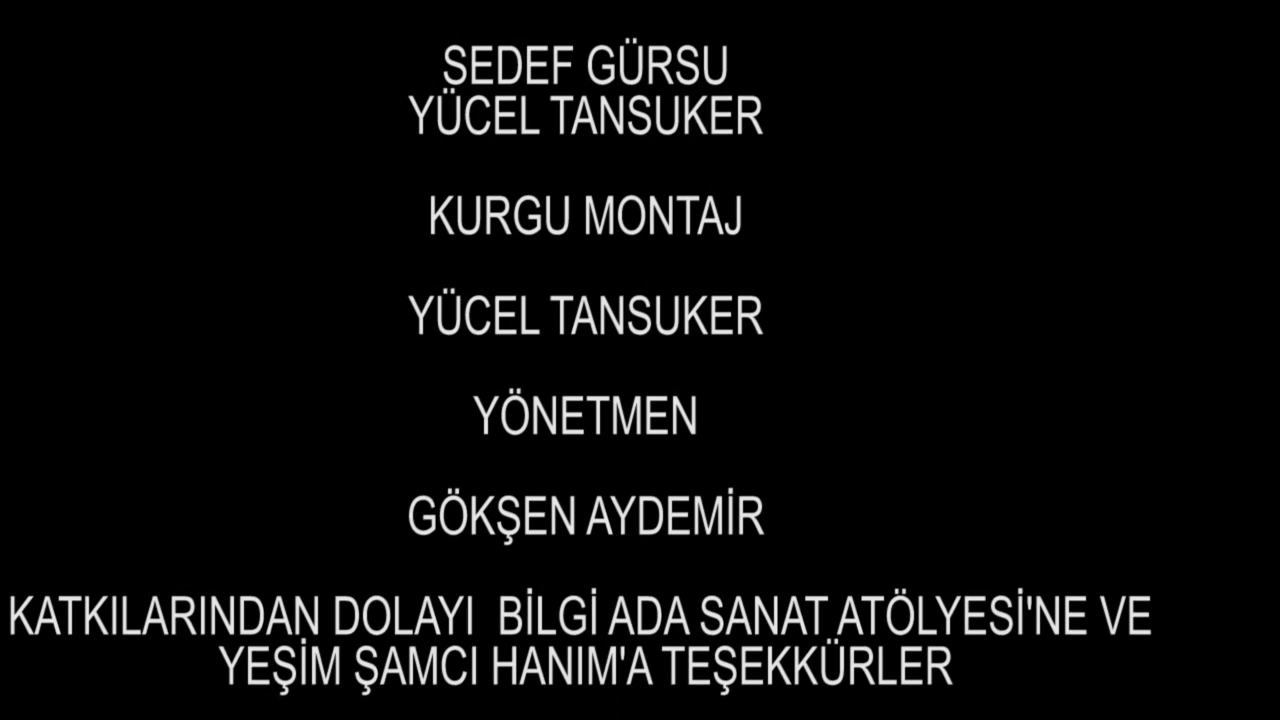 SEDEF GÜRSU
YÜCEL TANSUKER
KURGU MONTAJ
YÜCEL TANSUKER
YÖNETMEN
GÖKŞEN AYDEMİR
KATKILARINDAN DOLAYI  BİLGİ ADA SANAT ATÖLYESİ'NE VE
YEŞİM ŞAMCI HANIM'A TEŞEKKÜRLER